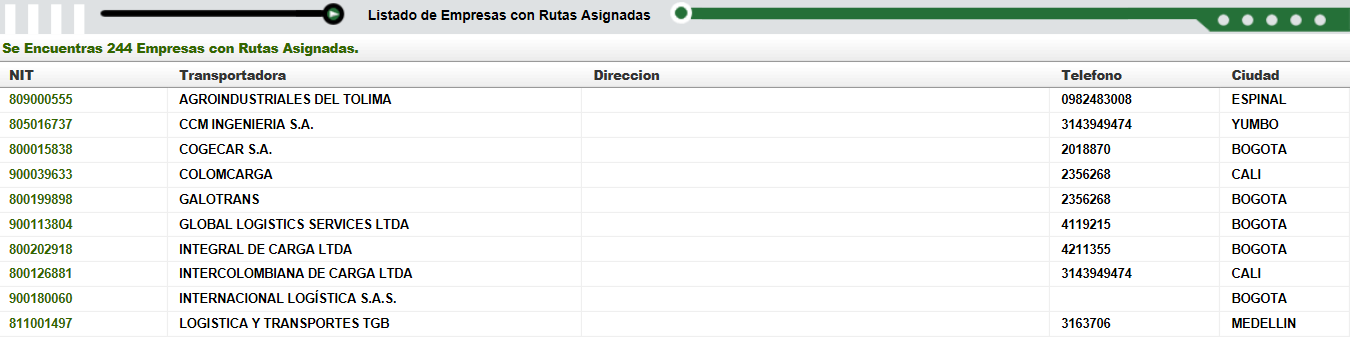 Listado de Empresas con Rutas Asignadas
Se Encuentras 244 Empresas con Rutas Asignadas.
NIT Transportadora Direccion Telefono Ciudad
809000555 AGROINDUSTRIALES DEL TOLIMA 0982483008 ESPINAL
805016737 CCM INGENIERIA S.A. 3143949474 YUMBO
800015838 COGECAR S.A. 2018870 BOGOTA
900039633 COLOMCARGA 2356268 CALI
800199898 GALOTRANS 2356268 BOGOTA
900113804 GLOBAL LOGISTICS SERVICES LTDA 4119215 BOGOTA
800202918 INTEGRAL DE CARGA LTDA 4211355 BOGOTA
800126881 INTERCOLOMBIANA DE CARGA LTDA 3143949474 CALI
900180060 INTERNACIONAL LOGÍSTICA S.A.S. BOGOTA
811001497 LOGISTICA Y TRANSPORTES TGB 3163706 MEDELLIN